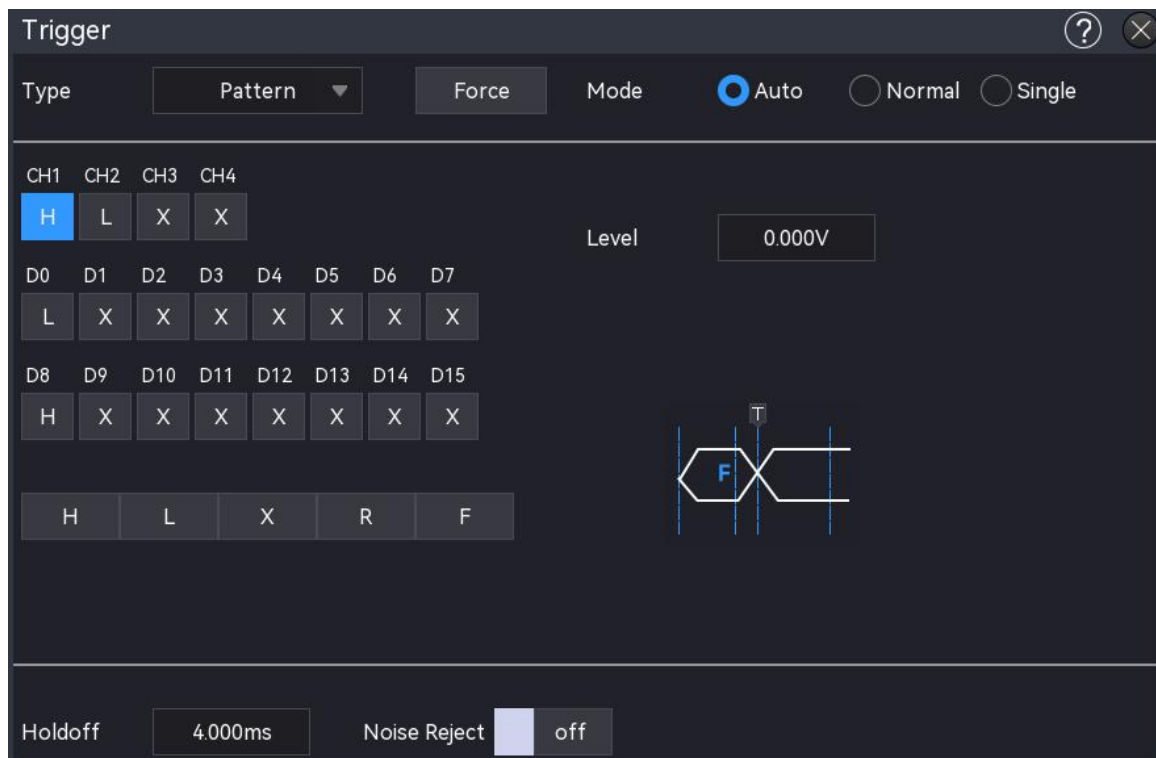 Trigger ?
Type Pattern Force Mode Auto Normal Single
CH1 CH2 CH3 CH4
H L X X
Level 0.000V
D0 D1 D2 D3 D4 D5 D6 D7
L X X X X X X X
D8 D9 D10 D11 D12 D13 D14 D15
H X X X X X X X
T
F
H L X R F
Holdoff 4.000ms Noise Reject off